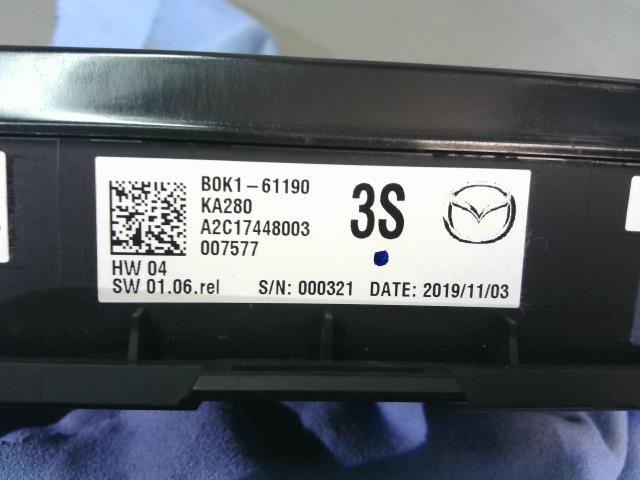 B0K1-61190
KA280
A2C17448003
007577
3S
HW 04
SW 01.06.rel S/N: 000321 DATE: 2019/11/03